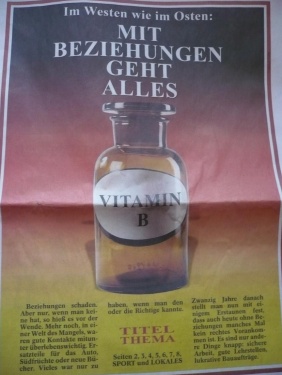 Im Westen wie im Osten:
MIT
BEZIEHUNGEN
GEHT
ALLES
VITAMIN
B
Beziehungen schaden.
Aber nur, wenn man kei-
ne hat, so hieß es vor der
Wende. Mehr noch, in ei-
ner Welt des Mangels, wa-
ren gute Kontakte mitun-
ter überlebenswichtig. Er-
satzteile für das Auto,
Südfrüchte oder neue Bü-
cher. Vieles war nur zu
haben, wenn man den
oder die Richtige kannte.
TITEL
THEMA
Seiten 2, 3, 4, 5, 6, 7, 8,
SPORT und LOKALES
Zwanzig Jahre danach
stellt man nun mit ei-
nigem Erstaunen fest,
dass auch heute ohne Be-
ziehungen manches Mal
kein rechtes Vorankom-
men ist. Es sind nur ande-
re Dinge knapp: sichere
Arbeit, gute Lehrstellen,
lukrative Bauaufträge.